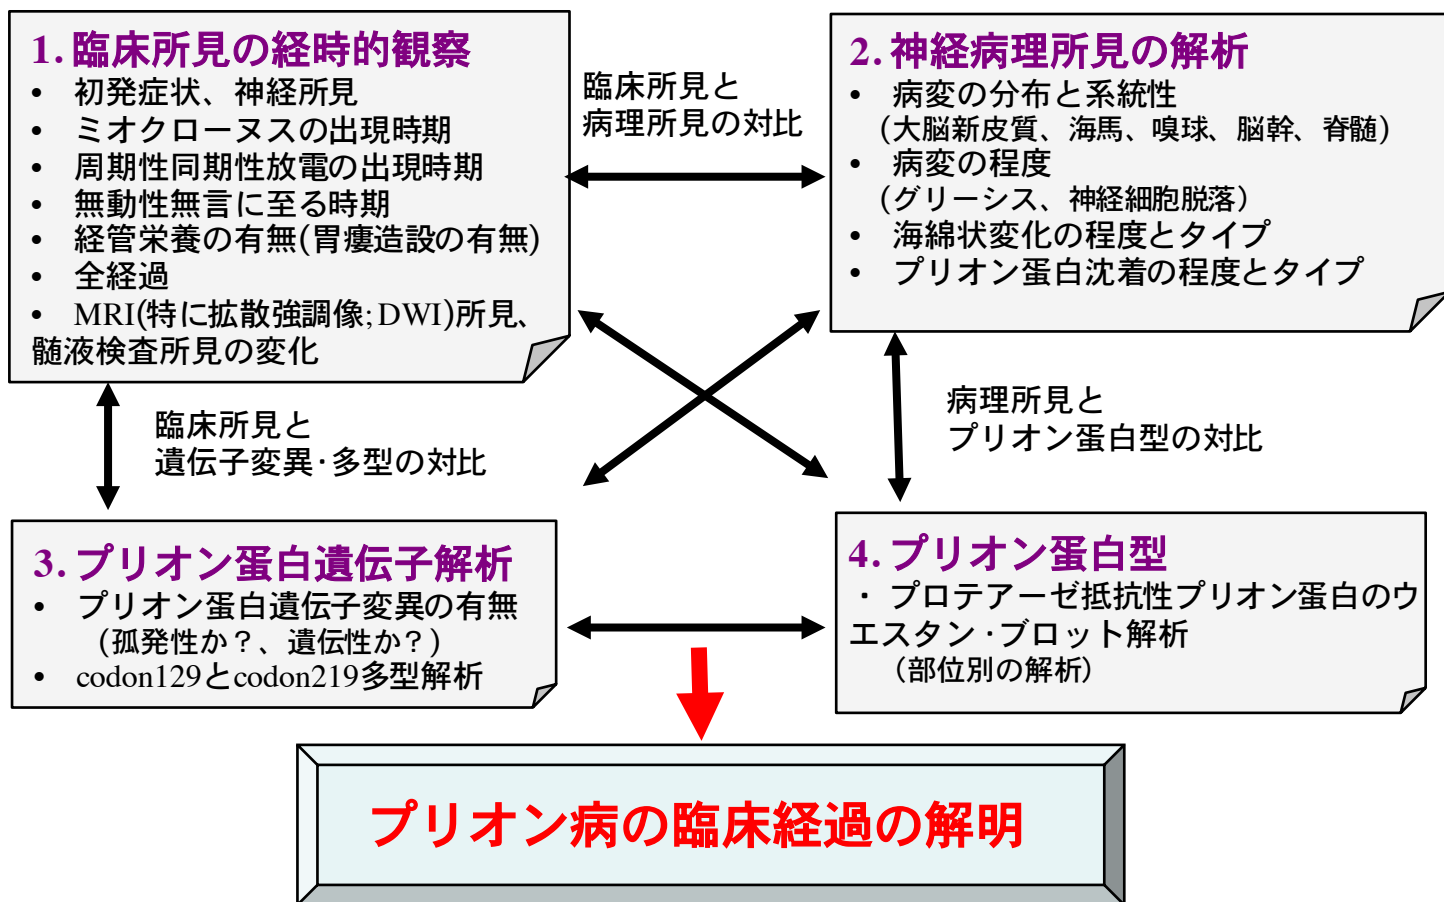 1. 臨床所見の経時的観察
• 初発症状、神経所見
• ミオクローヌスの出現時期
• 周期性同期性放電の出現時期
• 無動性無言に至る時期
• 経管栄養の有無(胃瘻造設の有無)
• 全経過
• MRI(特に拡散強調像;DWI)所見、
髄液検査所見の変化
臨床所見と
病理所見の対比
2. 神経病理所見の解析
• 病変の分布と系統性
(大脳新皮質、海馬、嗅球、脳幹、脊髄)
• 病変の程度
(グリーシス、神経細胞脱落)
• 海綿状変化の程度とタイプ
• プリオン蛋白沈着の程度とタイプ
臨床所見と
遺伝子変異・多型の対比
病理所見と
プリオン蛋白型の対比
3. プリオン蛋白遺伝子解析
• プリオン蛋白遺伝子変異の有無
(孤発性か?、遺伝性か?)
• codon129とcodon219多型解析
4. プリオン蛋白型
・プロテアーゼ抵抗性プリオン蛋白のウ
エスタン・ブロット解析
(部位別の解析)
プリオン病の臨床経過の解明